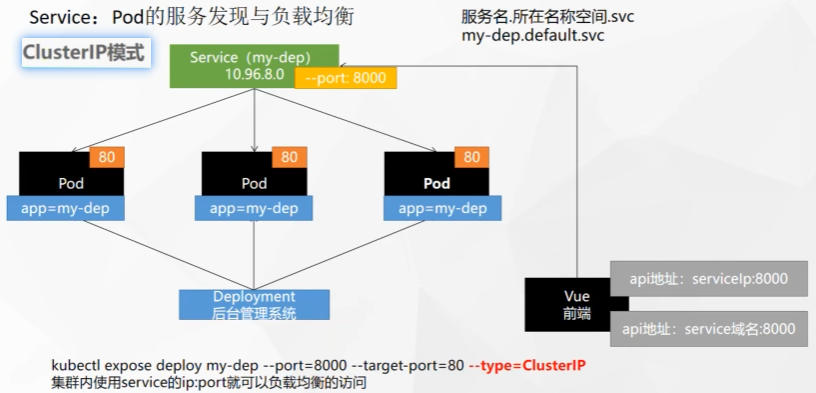 Service：Pod的服务发现与负载均衡
服务名.所在名称空间.svc
my-dep.default.svc
ClusterIP模式
Service（my-dep）
10.96.8.0
--port: 8000
80
Pod
app=my-dep
80
Pod
app=my-dep
80
Pod
app=my-dep
Deployment
后台管理系统
Vue
前端
api地址：serviceIp:8000
api地址：service域名:8000
kubectl expose deploy my-dep --port=8000 --target-port=80 --type=ClusterIP
集群内使用service的ip:port就可以负载均衡的访问